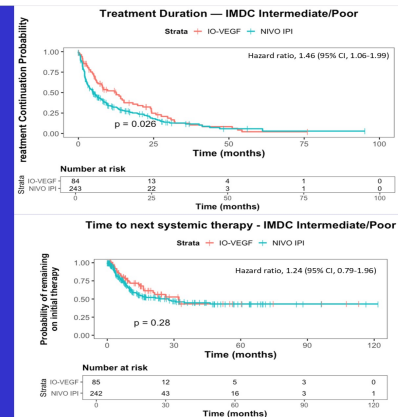 Treatment Duration — IMDC Intermediate/Poor
Strata IO-VEGF NIVO IPI
Hazard ratio, 1.46 (95% CI, 1.06-1.99)
reatment Continuation Probability
1.00
0.75
0.50
0.25
0.00
p = 0.026
0 25 50 75 100
Time (months)
Number at risk
Strata
IO-VEGF 84 13 4 1 0
NIVO IPI 243 22 3 1 0
0 25 50 75 100
Time (months)
Time to next systemic therapy - IMDC Intermediate/Poor
Strata IO-VEGF NIVO IPI
Hazard ratio, 1.24 (95% CI, 0.79-1.96)
Probability of remaining
on initial therapy
1.00
0.75
0.50
0.25
0.00
p = 0.28
0 30 60 90 120
Time (months)
Number at risk
Strata
IO-VEGF 85 12 5 3 0
NIVO IPI 242 43 16 3 1
0 30 60 90 120
Time (months)